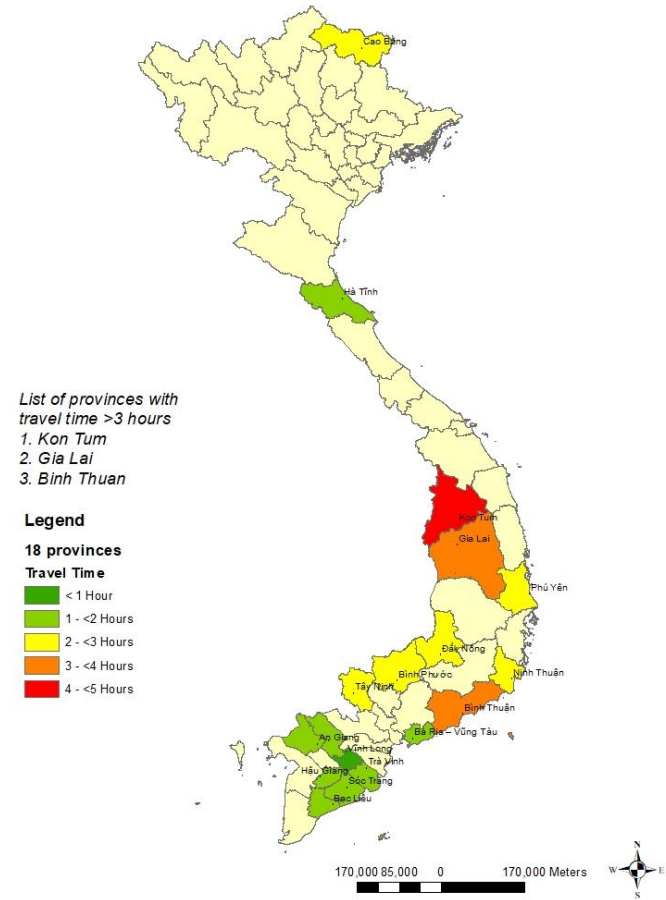 Cao Bằng
Hà Tĩnh
List of provinces with
travel time >3 hours
1. Kon Tum
2. Gia Lai
3. Binh Thuan
Kon Tum
Gia Lai
Phú Yên
Legend
18 provinces
Travel Time
< 1 Hour
1 - <2 Hours
2 - <3 Hours
3 - <4 Hours
4 - <5 Hours
Đắk Nông
Bình Phước
Ninh Thuận
Tây Ninh
Bình Thuận
Bà Rịa – Vũng Tàu
An Giang
Vĩnh Long
Trà Vinh
Hậu Giang
Sóc Trăng
Bạc Liêu
N
W
E
S
170,000 85,000 0 170,000 Meters